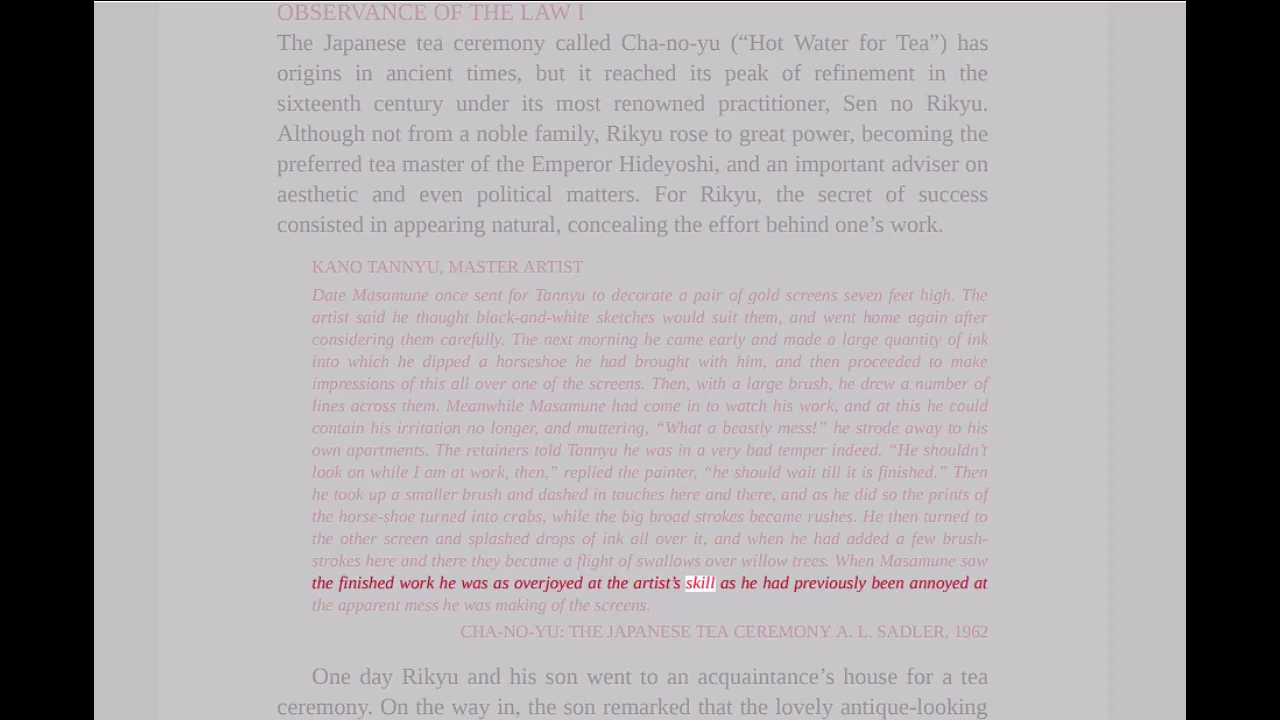 OBSERVANCE OF THE LAW I
The Japanese tea ceremony called Cha-no-yu (“Hot Water for Tea”) has
origins in ancient times, but it reached its peak of refinement in the
sixteenth century under its most renowned practitioner, Sen no Rikyu.
Although not from a noble family, Rikyu rose to great power, becoming the
preferred tea master of the Emperor Hideyoshi, and an important adviser on
aesthetic and even political matters. For Rikyu, the secret of success
consisted in appearing natural, concealing the effort behind one’s work.
KANO TANNYU, MASTER ARTIST
Date Masamune once sent for Tannyu to decorate a pair of gold screens seven feet high. The
artist said he thought black-and-white sketches would suit them, and went home again after
considering them carefully. The next morning he came early and made a large quantity of ink
into which he dipped a horseshoe he had brought with him, and then proceeded to make
impressions of this all over one of the screens. Then, with a large brush, he drew a number of
lines across them. Meanwhile Masamune had come in to watch his work, and at this he could
contain his irritation no longer, and muttering, “What a beastly mess!” he strode away to his
own apartments. The retainers told Tannyu he was in a very bad temper indeed. “He shouldn’t
look on while I am at work, then,” replied the painter, “he should wait till it is finished.” Then
he took up a smaller brush and dashed in touches here and there, and as he did so the prints of
the horse-shoe turned into crabs, while the big broad strokes became rushes. He then turned to
the other screen and splashed drops of ink all over it, and when he had added a few brush-
strokes here and there they became a flight of swallows over willow trees. When Masamune saw
the finished work he was as overjoyed at the artist’s skill as he had previously been annoyed at
the apparent mess he was making of the screens.
CHA-NO-YU: THE JAPANESE TEA CEREMONY A. L. SADLER, 1962
One day Rikyu and his son went to an acquaintance’s house for a tea
ceremony. On the way in, the son remarked that the lovely antique-looking